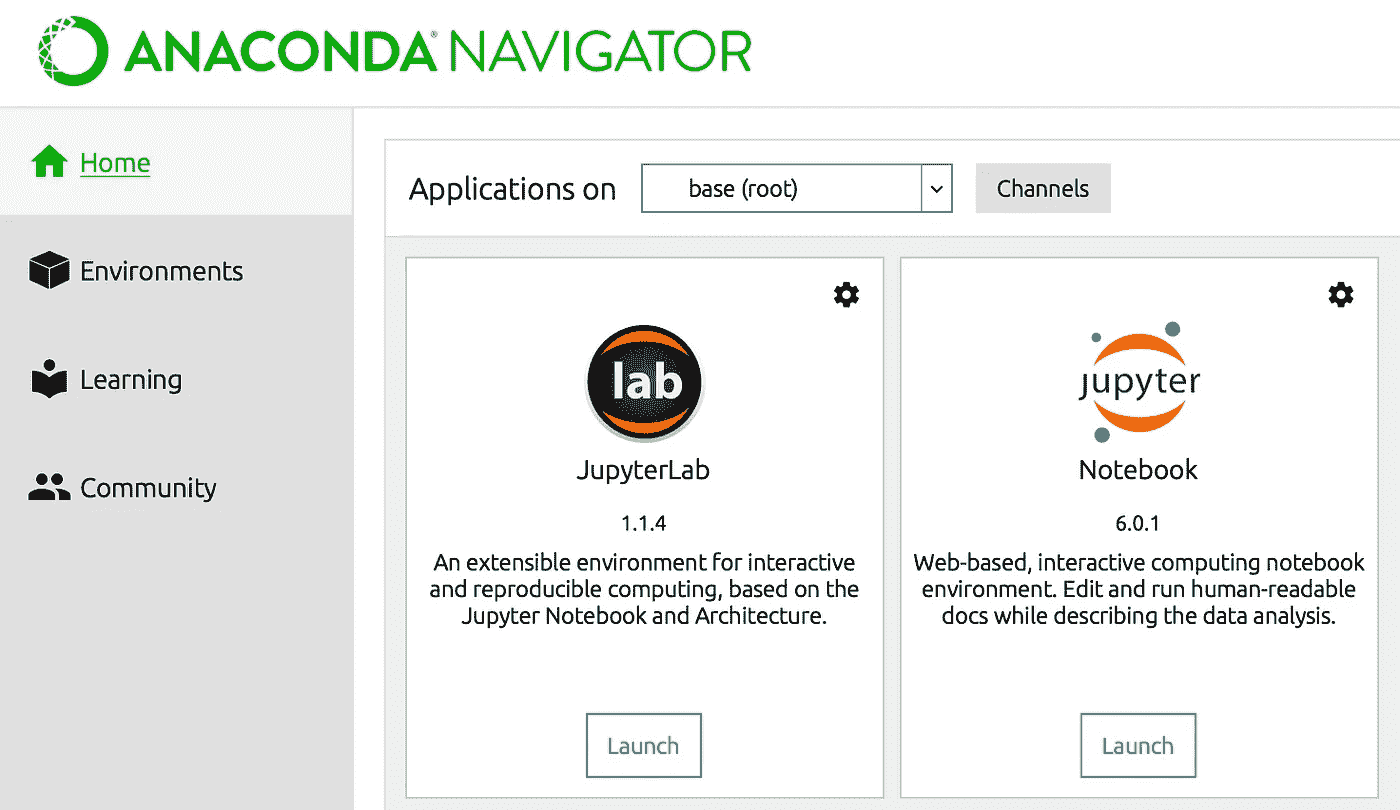 ANACONDA® NAVIGATOR
Home
Environments
Learning
Community
Applications on base (root) Channels
lab
JupyterLab
1.1.4
An extensible environment for interactive
and reproducible computing, based on the
Jupyter Notebook and Architecture.
Launch
jupyter
Notebook
6.0.1
Web-based, interactive computing notebook
environment. Edit and run human-readable
docs while describing the data analysis.
Launch